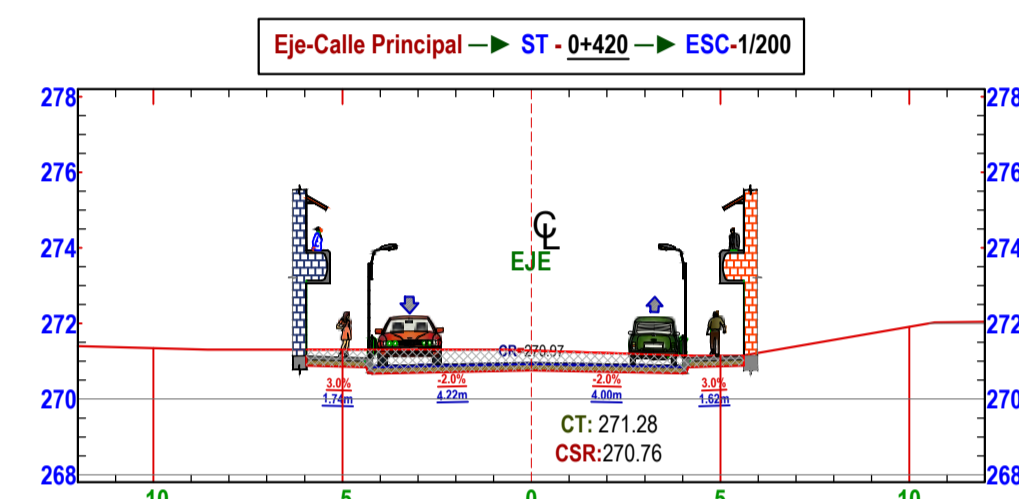 Eje-Calle Principal ST - 0+420 ESC-1/200
278 278
276 276
274 274
CL
EJE
272 272
CR= 270.97
3.0% -2.0% -2.0% 3.0%
1.74m 4.22m 4.00m 1.62m
270 270
CT: 271.28
CSR:270.76
268 268
10 5 0 5 10